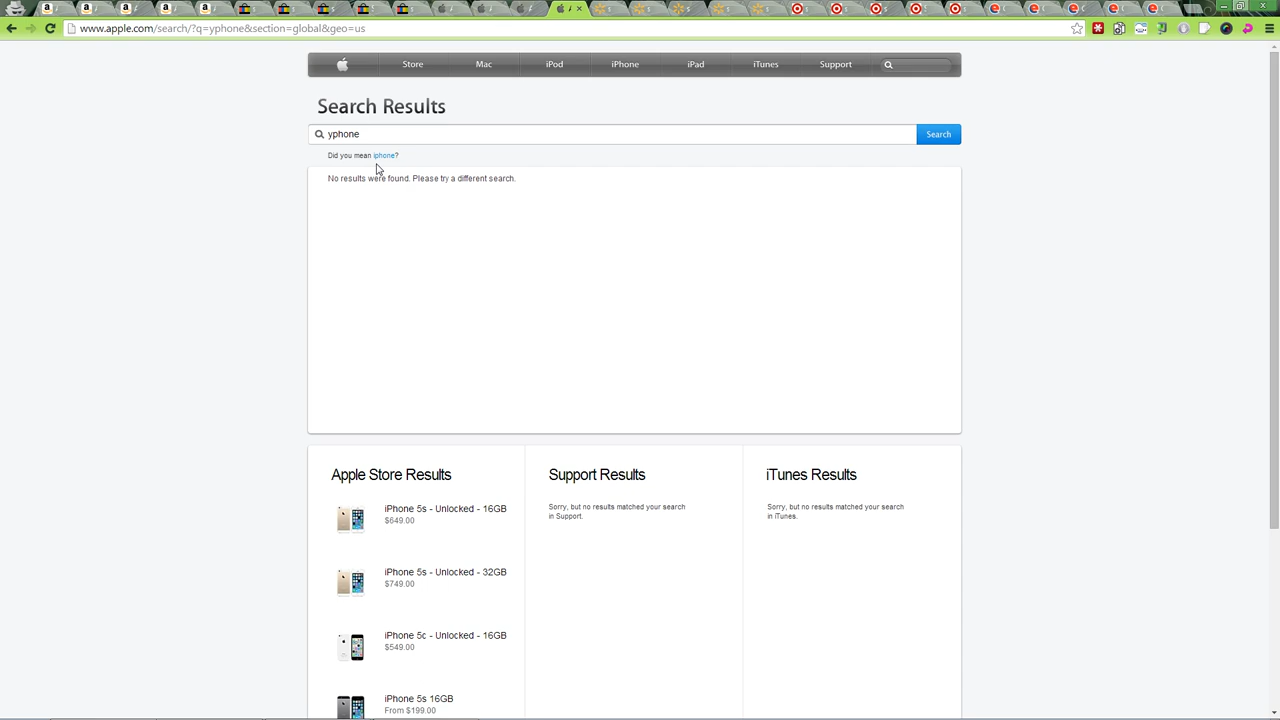 www.apple.com/search/?q=yphone&section=global&geo=us
Store Mac iPod iPhone iPad iTunes Support
Search Results
yphone Search
Did you mean iphone?
No results were found. Please try a different search.
Apple Store Results
iPhone 5s - Unlocked - 16GB
$649.00
iPhone 5s - Unlocked - 32GB
$749.00
iPhone 5c - Unlocked - 16GB
$549.00
iPhone 5s 16GB
From $199.00
Support Results
Sorry, but no results matched your search
in Support.
iTunes Results
Sorry, but no results matched your search
in iTunes.